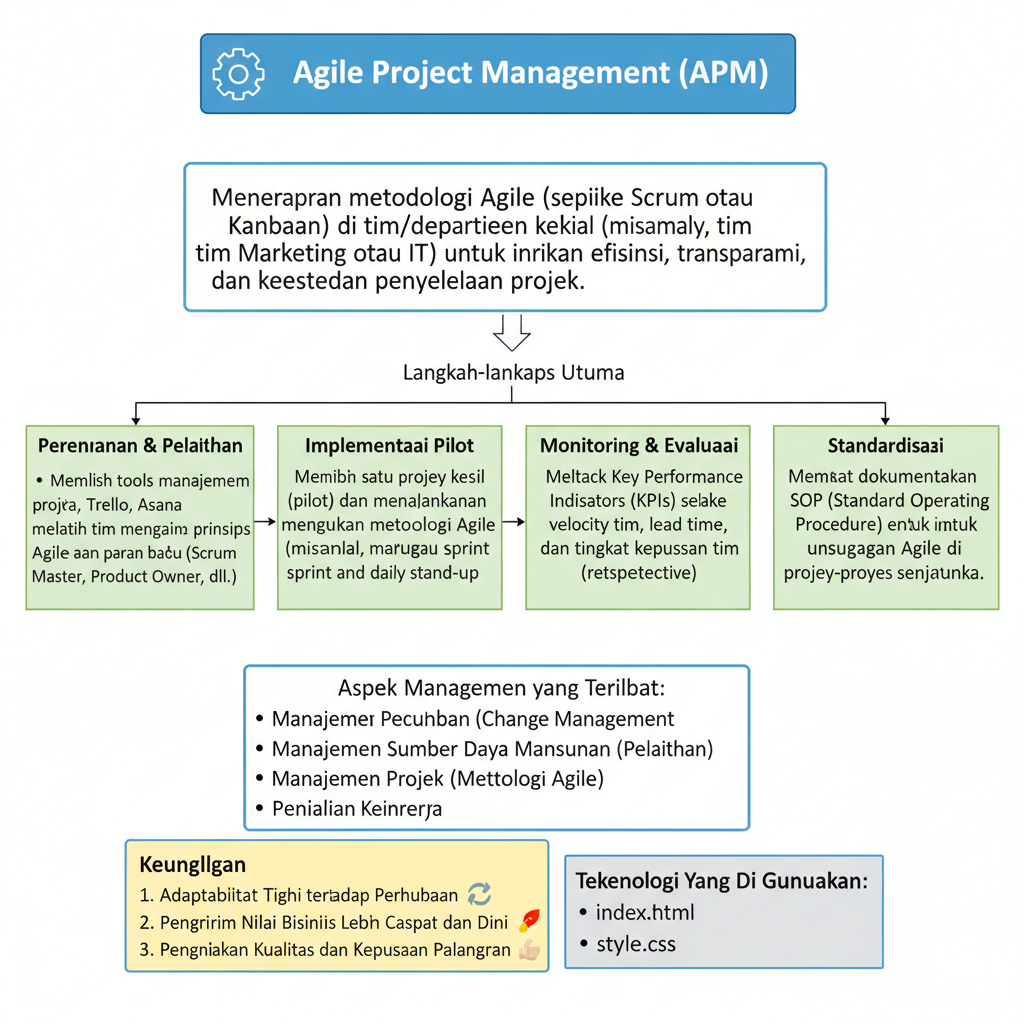 Agile Project Management (APM)
Menerapran metodologi Agile (sepiike Scrum otau
Kanbaan) di tim/departieen kekial (misamaly, tim
tim Marketing otau IT) untuk inrikan efisinsi, transparami,
dan keestedan penyelelaan projek.
Langkah-lankaps Utuma
Perenıanan & Pelaithan
• Memlish tools manajemem
projra, Trello, Asana
melatih tim mengaim prinsips
Agile aan paran babu (Scrum
Master, Product Owner, dll.)
Implementaai Pilot
Memibh satu projey kesil
(pilot) dan menajlankanan
mengukan metoologi Agile
(misanlal, marugau sprint
sprint and daily stand-up
Monitoring & Evaluaai
Meltack Key Performance
Indisators (KPIs) selake
velocity tim, lead time,
dan tingkat kepussan tim
(retspetective)
Standardisaai
Memsat dokumentakan
SOP (Standard Operating
Procedure) entuk imtuk
unsugagan Agile di
projey-proyes senjatunka.
Aspek Managemen yang Terilbat:
• Manajemer Pecuhban (Change Management
• Manajemen Sumber Daya Mansunan (Pelaithan)
• Manajemen Projek (Mettologi Agile)
• Penialian Keinrerja
Keungllgan
1. Adaptabiitat Tighi terıadap Perhubaan
2. Pengririm Nilai Bisiniis Lebh Caspat dan Dini
3. Pengniakan Kualitas dan Kepusaan Palangran
Tekenologi Yang Di Gunuakan:
• index.html
• style.css